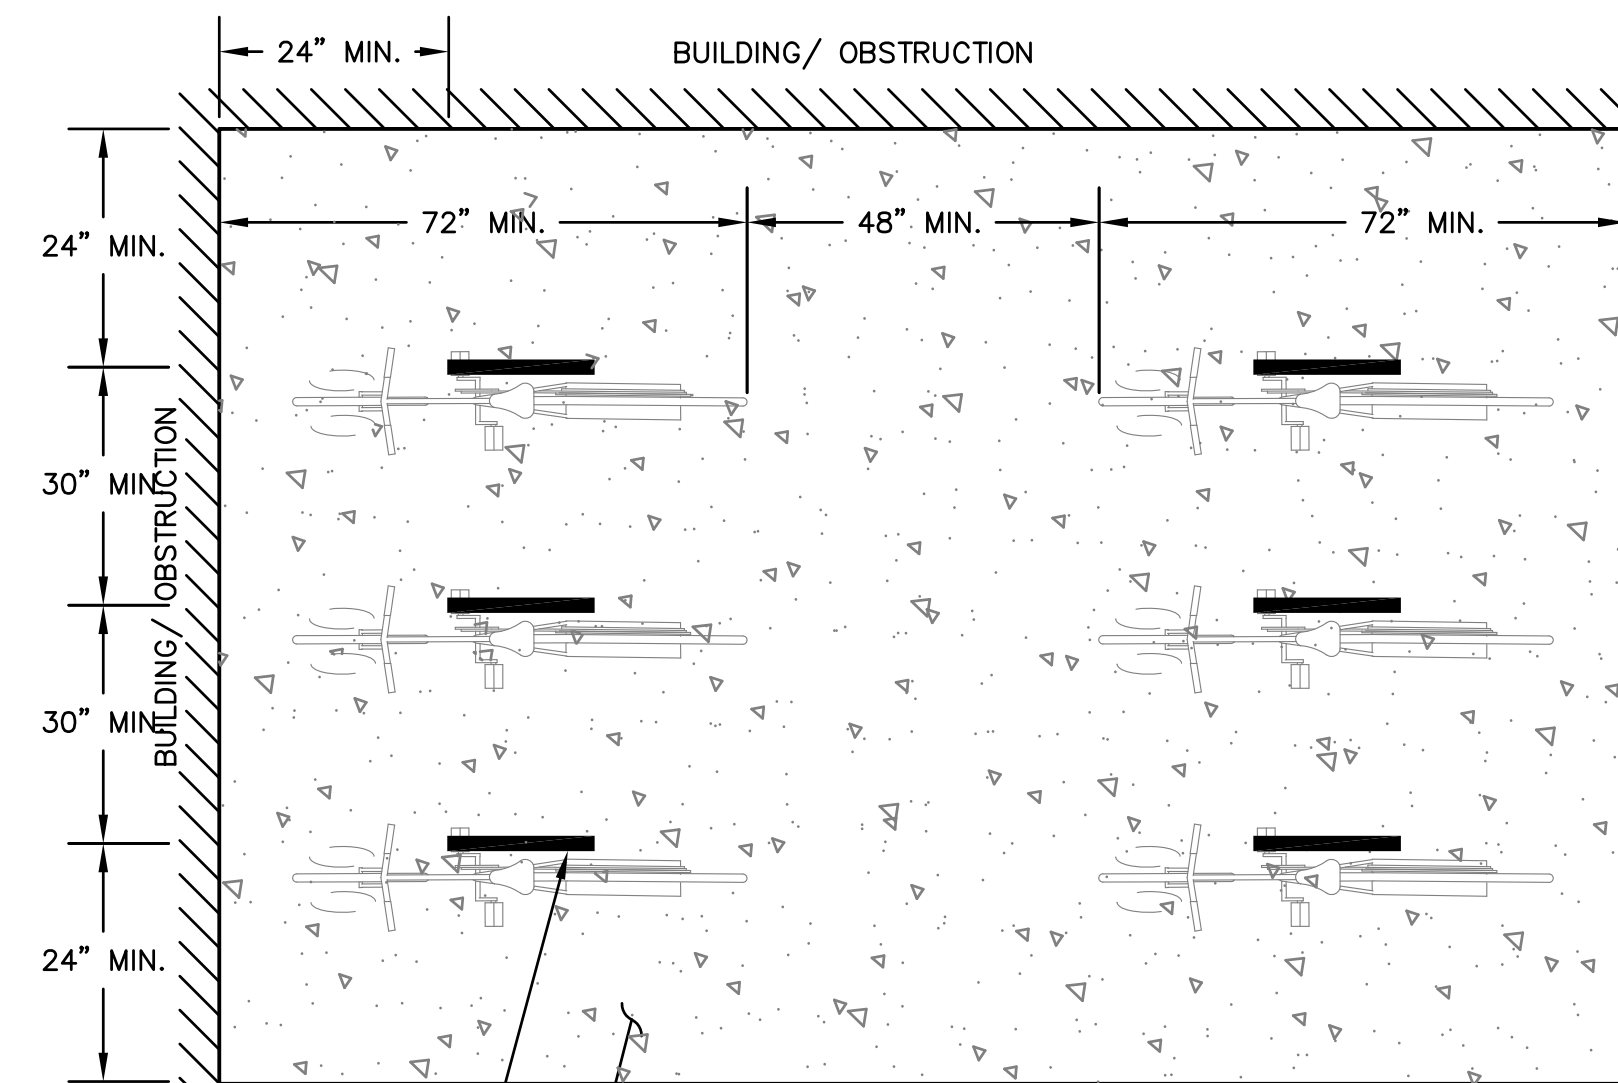 24” MIN.
BUILDING/ OBSTRUCTION
72” MIN.
48” MIN.
72” MIN.
24” MIN.
30” MIN.
BUILDING/ OBSTRUCTION
30” MIN.
24” MIN.